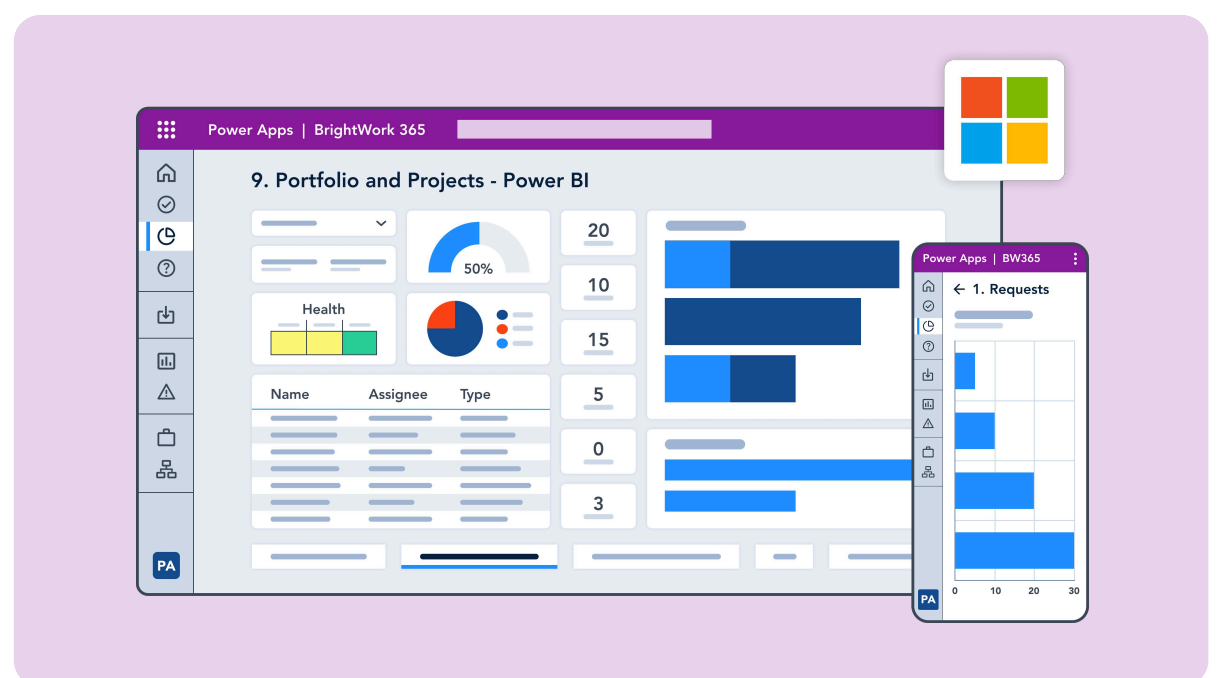 Power Apps | BrightWork 365
9. Portfolio and Projects - Power BI
50%
Health
Name Assignee Type
20
10
15
5
0
3
PA
Power Apps | BW365
← 1. Requests
0 10 20 30
PA